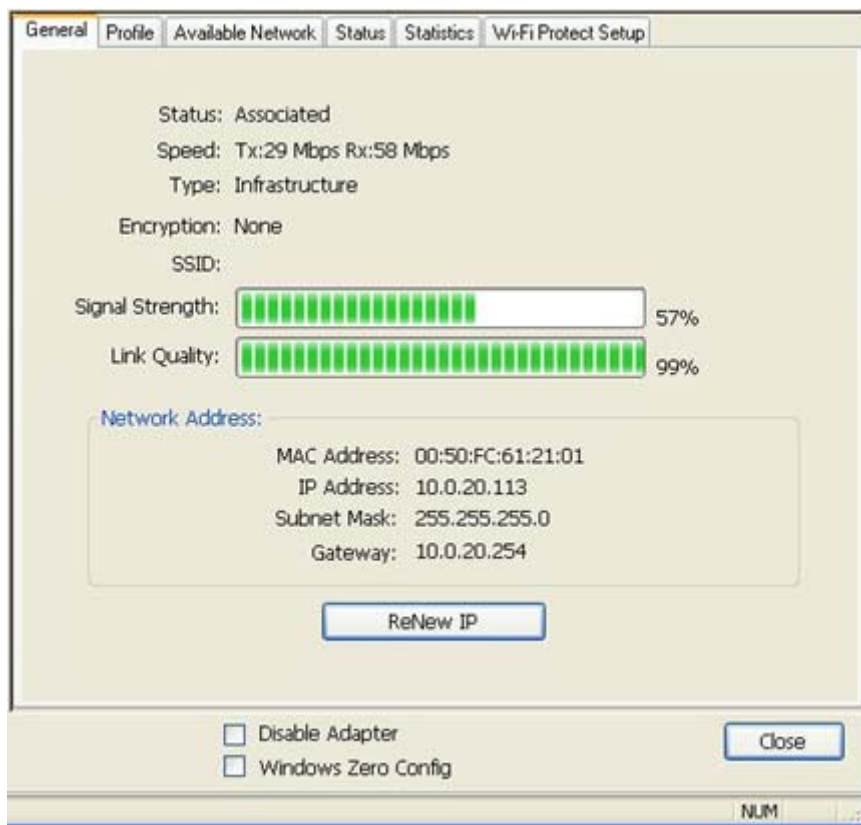 General Profile Available Network Status Statistics Wi-Fi Protect Setup
Status: Associated
Speed: Tx:29 Mbps Rx:58 Mbps
Type: Infrastructure
Encryption: None
SSID:
Signal Strength: 57%
Link Quality: 99%
Network Address:
MAC Address: 00:50:FC:61:21:01
IP Address: 10.0.20.113
Subnet Mask: 255.255.255.0
Gateway: 10.0.20.254
ReNew IP
Disable Adapter
Close
Windows Zero Config
NUM